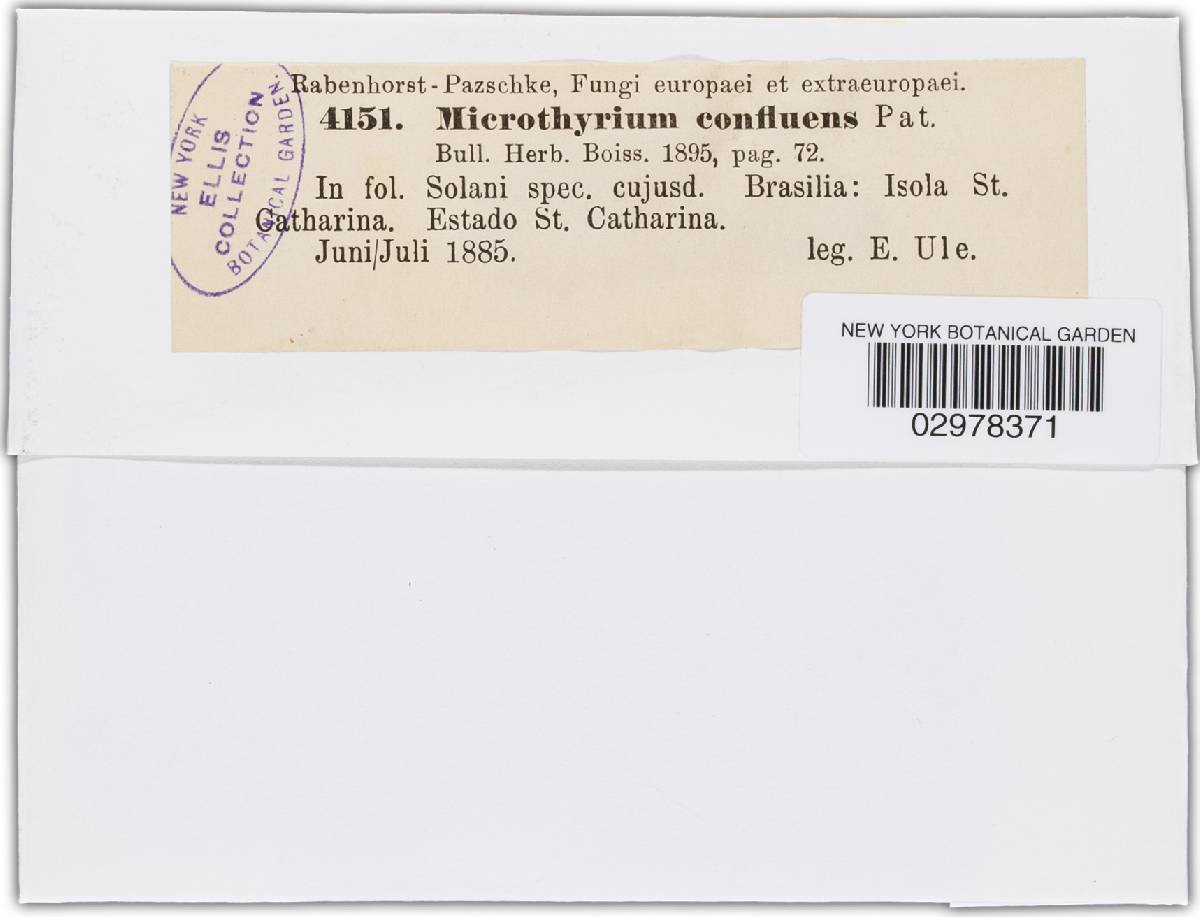 Rabenhorst-Pazschke, Fungi europaei et extraeuropaei.
4151. Microthyrium confluens Pat.
Bull. Herb. Boiss. 1895, pag. 72.
In fol. Solani spec. cujusd. Brasilia: Isola St.
Catharina. Estado St. Catharina.
Juni/Juli 1885. leg. E. Ule.
NEW YORK
ELLIS
COLLECTION
BOTANICAL GARDEN.
NEW YORK BOTANICAL GARDEN
02978371